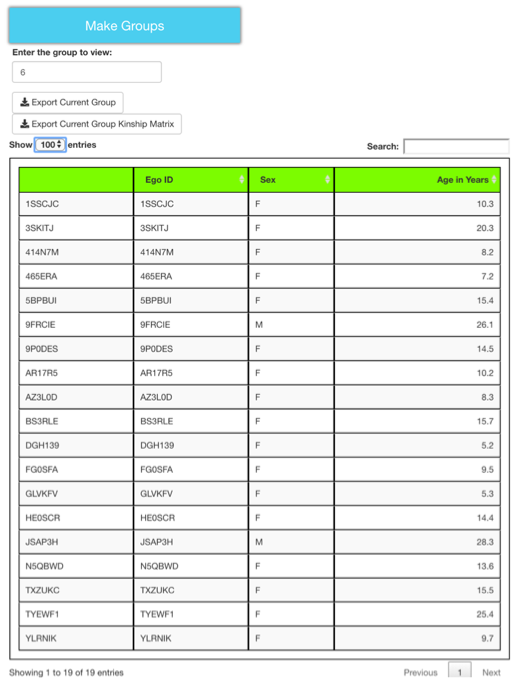 Make Groups
Enter the group to view:
6
Export Current Group
Export Current Group Kinship Matrix
Show 100 entries Search:
Ego ID Sex Age in Years
1SSCJC 1SSCJC F 10.3
3SKITJ 3SKITJ F 20.3
414N7M 414N7M F 8.2
465ERA 465ERA F 7.2
5BPBUI 5BPBUI F 15.4
9FRCIE 9FRCIE M 26.1
9P0DES 9P0DES F 14.5
AR17R5 AR17R5 F 10.2
AZ3L0D AZ3L0D F 8.3
BS3RLE BS3RLE F 15.7
DGH139 DGH139 F 5.2
FG0SFA FG0SFA F 9.5
GLVKFV GLVKFV F 5.3
HE0SCR HE0SCR F 14.4
JSAP3H JSAP3H M 28.3
N5QBWD N5QBWD F 13.6
TXZUKC TXZUKC F 15.5
TYEWF1 TYEWF1 F 25.4
YLRNIK YLRNIK F 9.7
Showing 1 to 19 of 19 entries Previous 1 Next